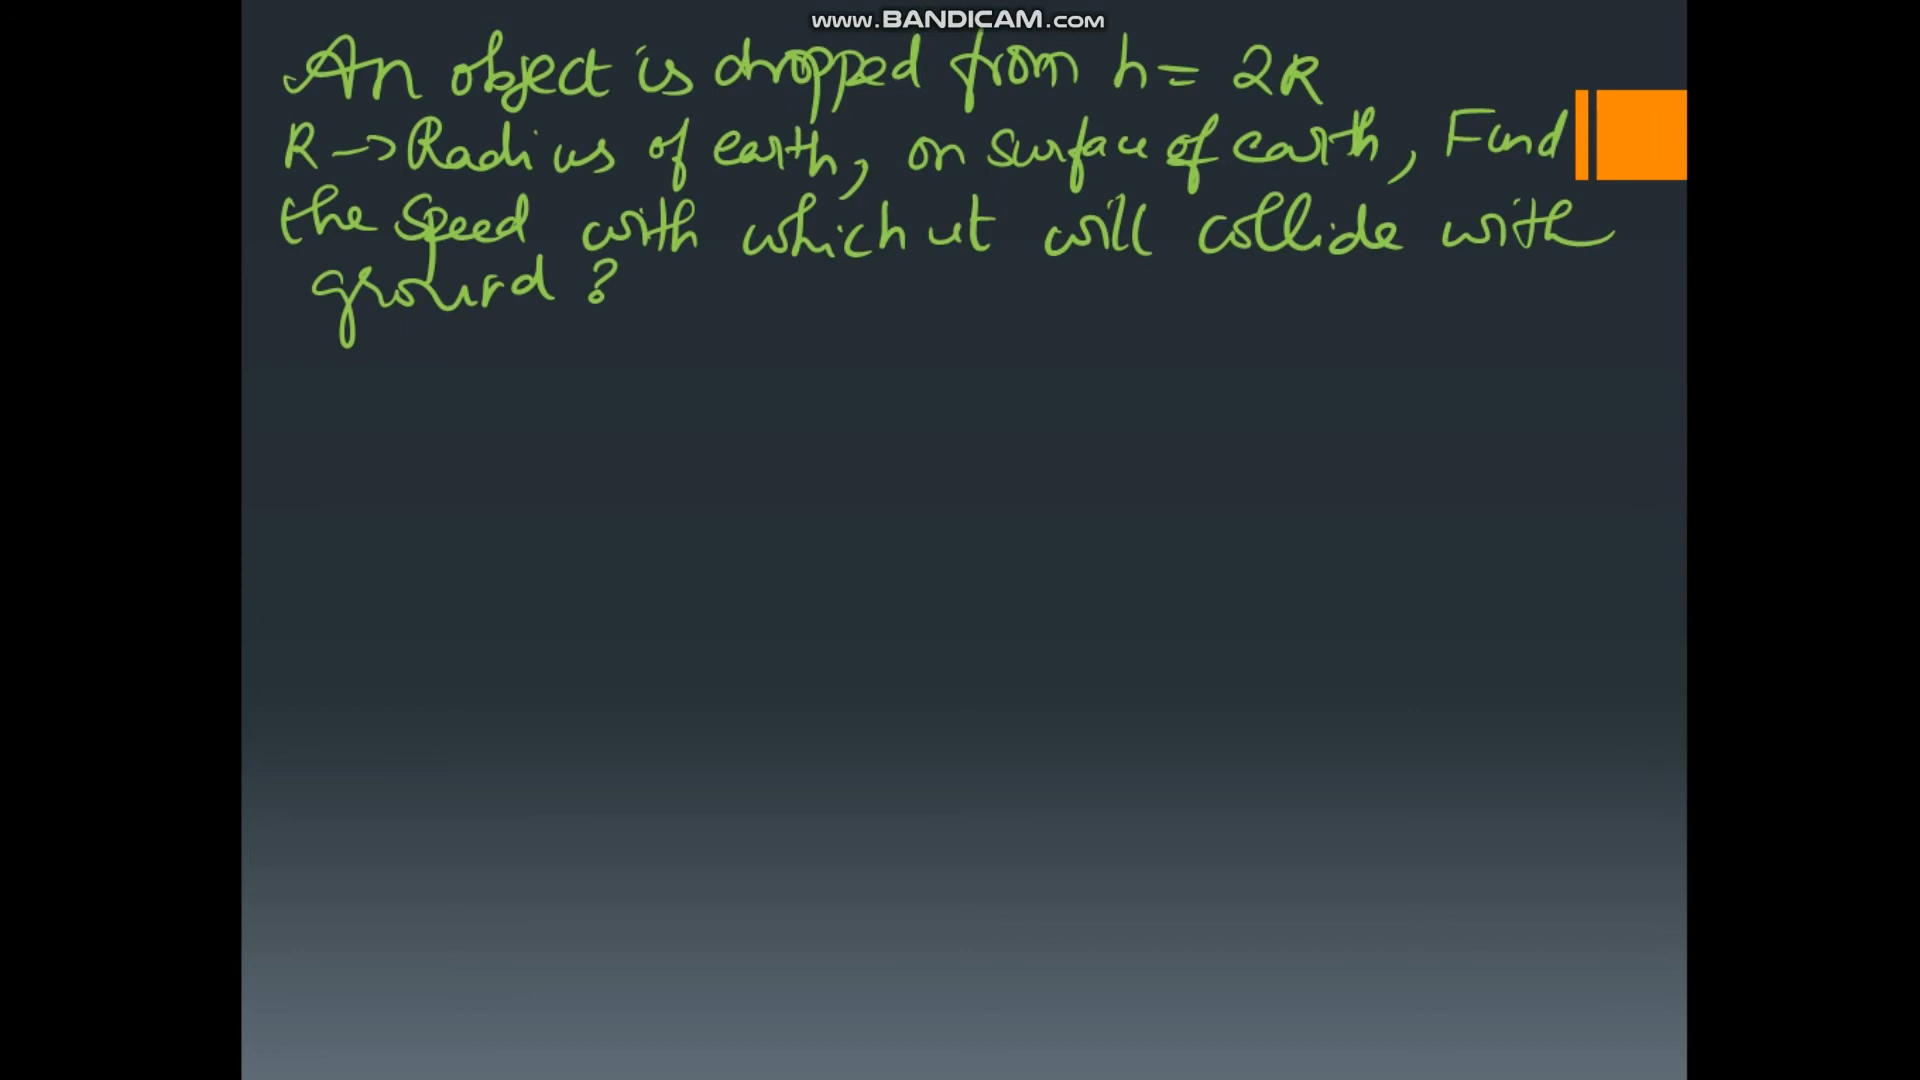 www.BANDICAM.com
An object is dropped from h = 2R
R → Radius of earth, on surface of earth, Find
the speed with which it will collide with
ground ?